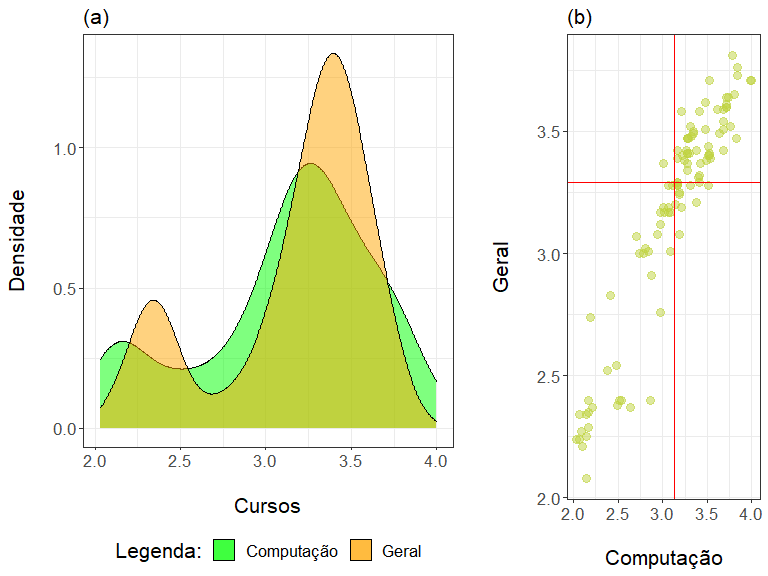 (a)
Densidade
1.0
0.5
0.0
2.0 2.5 3.0 3.5 4.0
Cursos
Legenda: Computação Geral
(b)
Geral
3.5
3.0
2.5
2.0
2.0 2.5 3.0 3.5 4.0
Computação